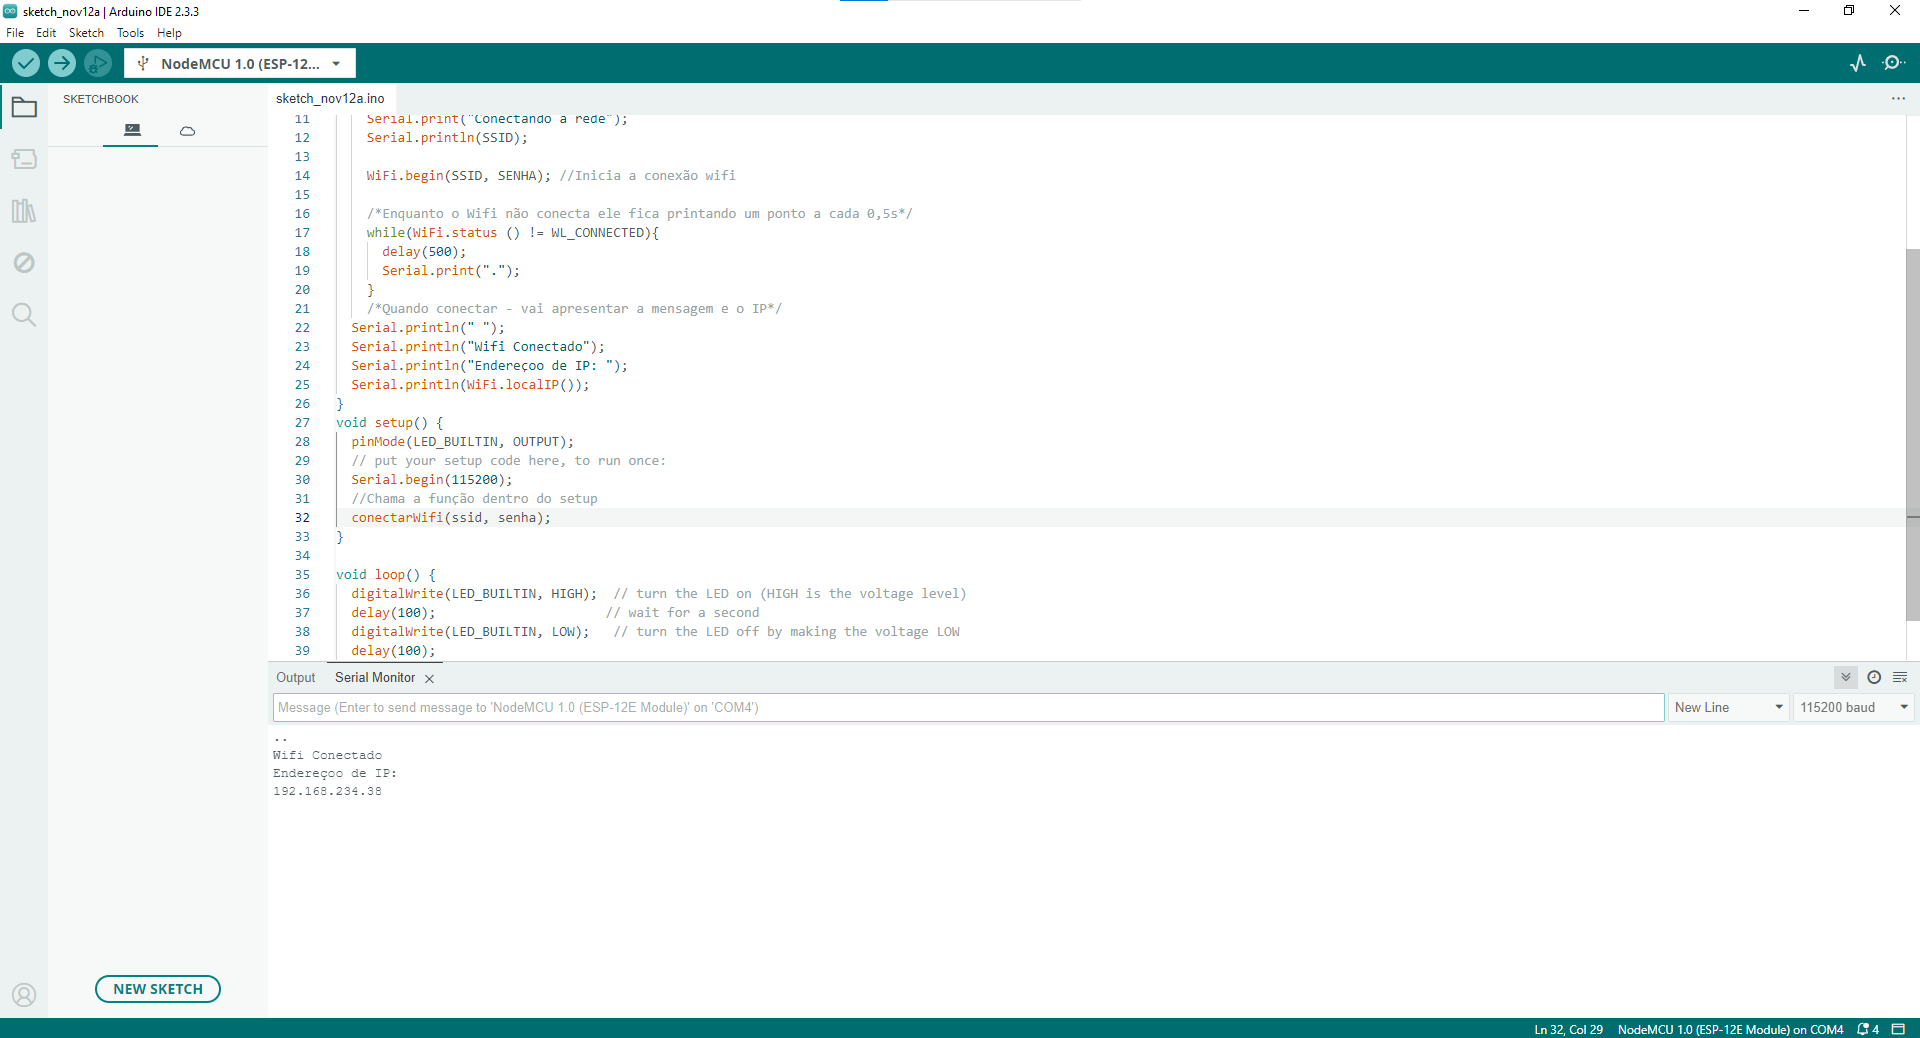 sketch_nov12a | Arduino IDE 2.3.3
File Edit Sketch Tools Help
NodeMCU 1.0 (ESP-12...
SKETCHBOOK
sketch_nov12a.ino
11 Serial.print("Conectando a rede");
12 Serial.println(SSID);
13
14 WiFi.begin(SSID, SENHA); //Inicia a conexão wifi
15
16 /*Enquanto o Wifi não conecta ele fica printando um ponto a cada 0,5s*/
17 while(WiFi.status () != WL_CONNECTED){
18 delay(500);
19 Serial.print(".");
20 }
21 /*Quando conectar - vai apresentar a mensagem e o IP*/
22 Serial.println(" ");
23 Serial.println("Wifi Conectado");
24 Serial.println("Endereçoo de IP: ");
25 Serial.println(WiFi.localIP());
26 }
27 void setup() {
28 pinMode(LED_BUILTIN, OUTPUT);
29 // put your setup code here, to run once:
30 Serial.begin(115200);
31 //Chama a função dentro do setup
32 conectarWifi(ssid, senha);
33 }
34
35 void loop() {
36 digitalWrite(LED_BUILTIN, HIGH); // turn the LED on (HIGH is the voltage level)
37 delay(100); // wait for a second
38 digitalWrite(LED_BUILTIN, LOW); // turn the LED off by making the voltage LOW
39 delay(100);
Output Serial Monitor
Message (Enter to send message to 'NodeMCU 1.0 (ESP-12E Module)' on 'COM4')
New Line 115200 baud
..
Wifi Conectado
Endereçoo de IP:
192.168.234.38
NEW SKETCH
Ln 32, Col 29 NodeMCU 1.0 (ESP-12E Module) on COM4 4